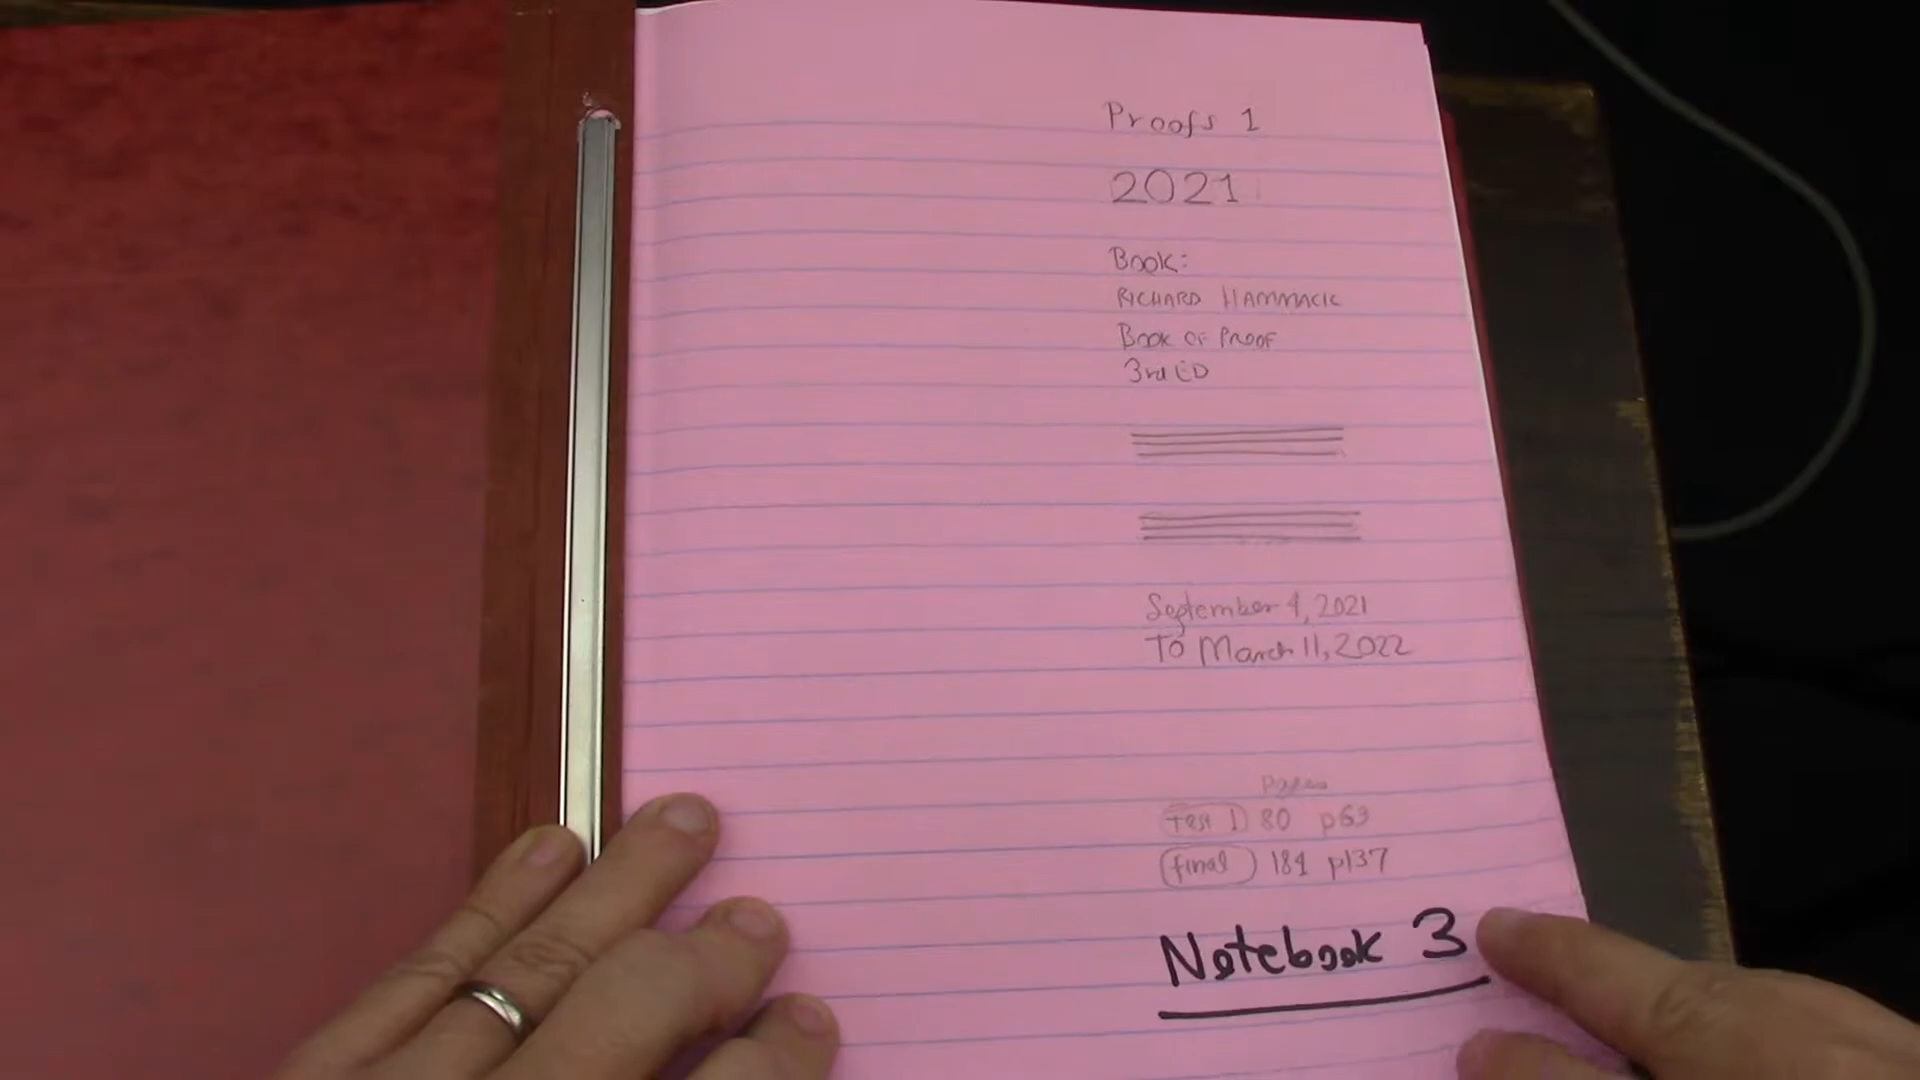 Proofs 1
2021
Book:
RICHARD HAMMACK
BOOK OF PROOF
3rd ED
September 4, 2021
To March 11, 2022
pages
Test 1 80 p63
final 184 p137
Notebook 3